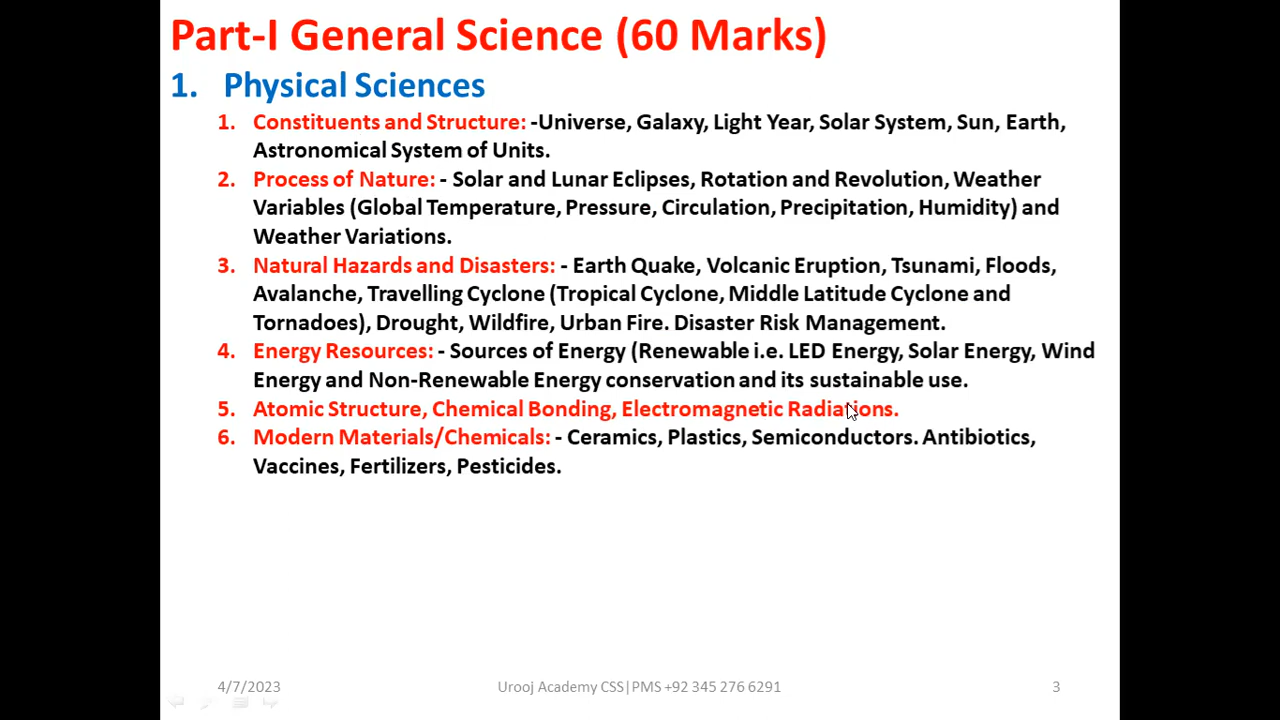 Part-I General Science (60 Marks)
1. Physical Sciences
1. Constituents and Structure: -Universe, Galaxy, Light Year, Solar System, Sun, Earth,
Astronomical System of Units.
2. Process of Nature: - Solar and Lunar Eclipses, Rotation and Revolution, Weather
Variables (Global Temperature, Pressure, Circulation, Precipitation, Humidity) and
Weather Variations.
3. Natural Hazards and Disasters: - Earth Quake, Volcanic Eruption, Tsunami, Floods,
Avalanche, Travelling Cyclone (Tropical Cyclone, Middle Latitude Cyclone and
Tornadoes), Drought, Wildfire, Urban Fire. Disaster Risk Management.
4. Energy Resources: - Sources of Energy (Renewable i.e. LED Energy, Solar Energy, Wind
Energy and Non-Renewable Energy conservation and its sustainable use.
5. Atomic Structure, Chemical Bonding, Electromagnetic Radiations.
6. Modern Materials/Chemicals: - Ceramics, Plastics, Semiconductors. Antibiotics,
Vaccines, Fertilizers, Pesticides.
4/7/2023 Urooj Academy CSS|PMS +92 345 276 6291 3